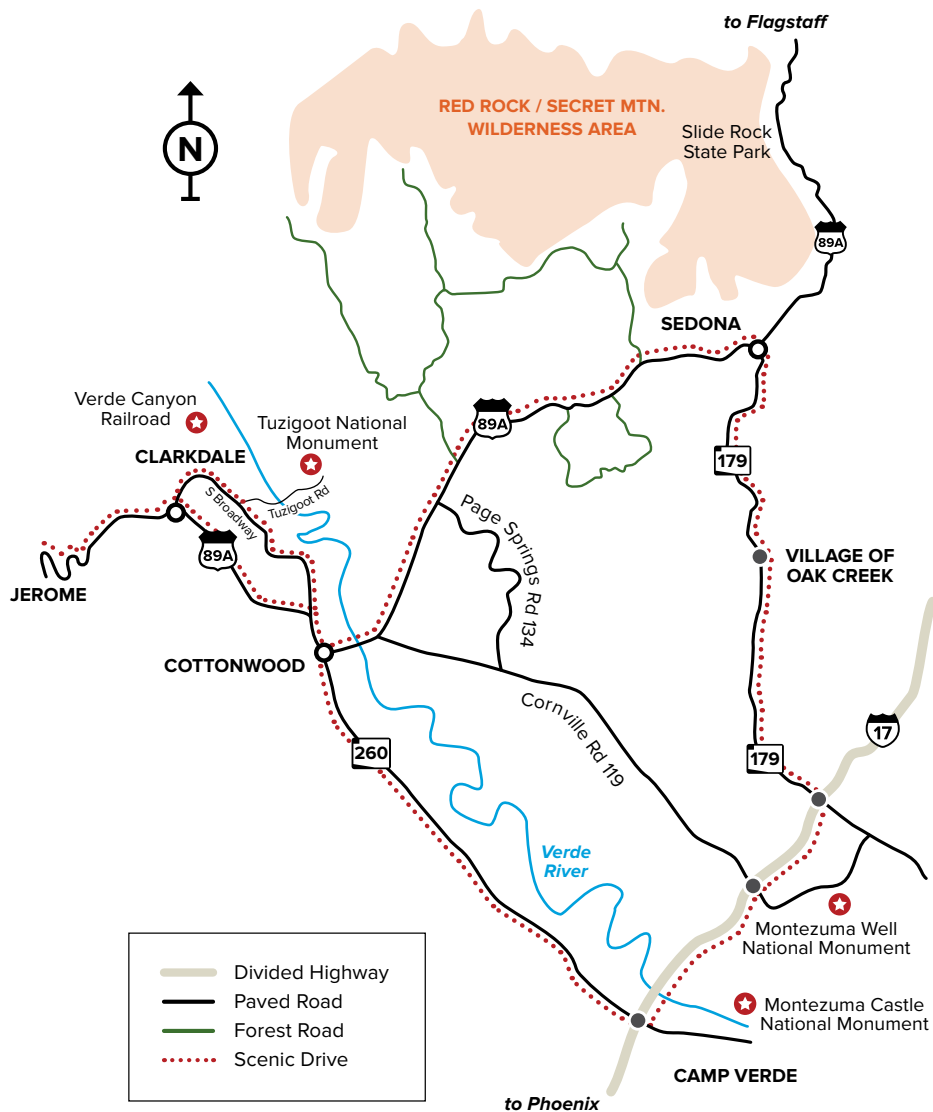 to Flagstaff
RED ROCK / SECRET MTN.
WILDERNESS AREA
Slide Rock
State Park
N
89A
SEDONA
Verde Canyon
Railroad
Tuzigoot National
Monument
89A
CLARKDALE
179
S Broadway
Tuzigoot Rd
Page Springs Rd 134
89A
VILLAGE OF
OAK CREEK
JEROME
COTTONWOOD
Cornville Rd 119
17
260
179
Verde
River
Montezuma Well
National Monument
Divided Highway
Paved Road
Forest Road
Scenic Drive
Montezuma Castle
National Monument
CAMP VERDE
to Phoenix